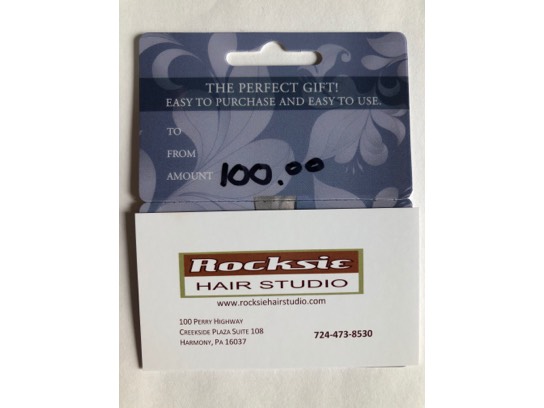 THE PERFECT GIFT!
EASY TO PURCHASE AND EASY TO USE.
TO
FROM
AMOUNT 100.00
Rocksie
HAIR STUDIO
www.rocksiehairstudio.com
100 PERRY HIGHWAY
CREEKSIDE PLAZA SUITE 108
HARMONY, PA 16037
724-473-8530